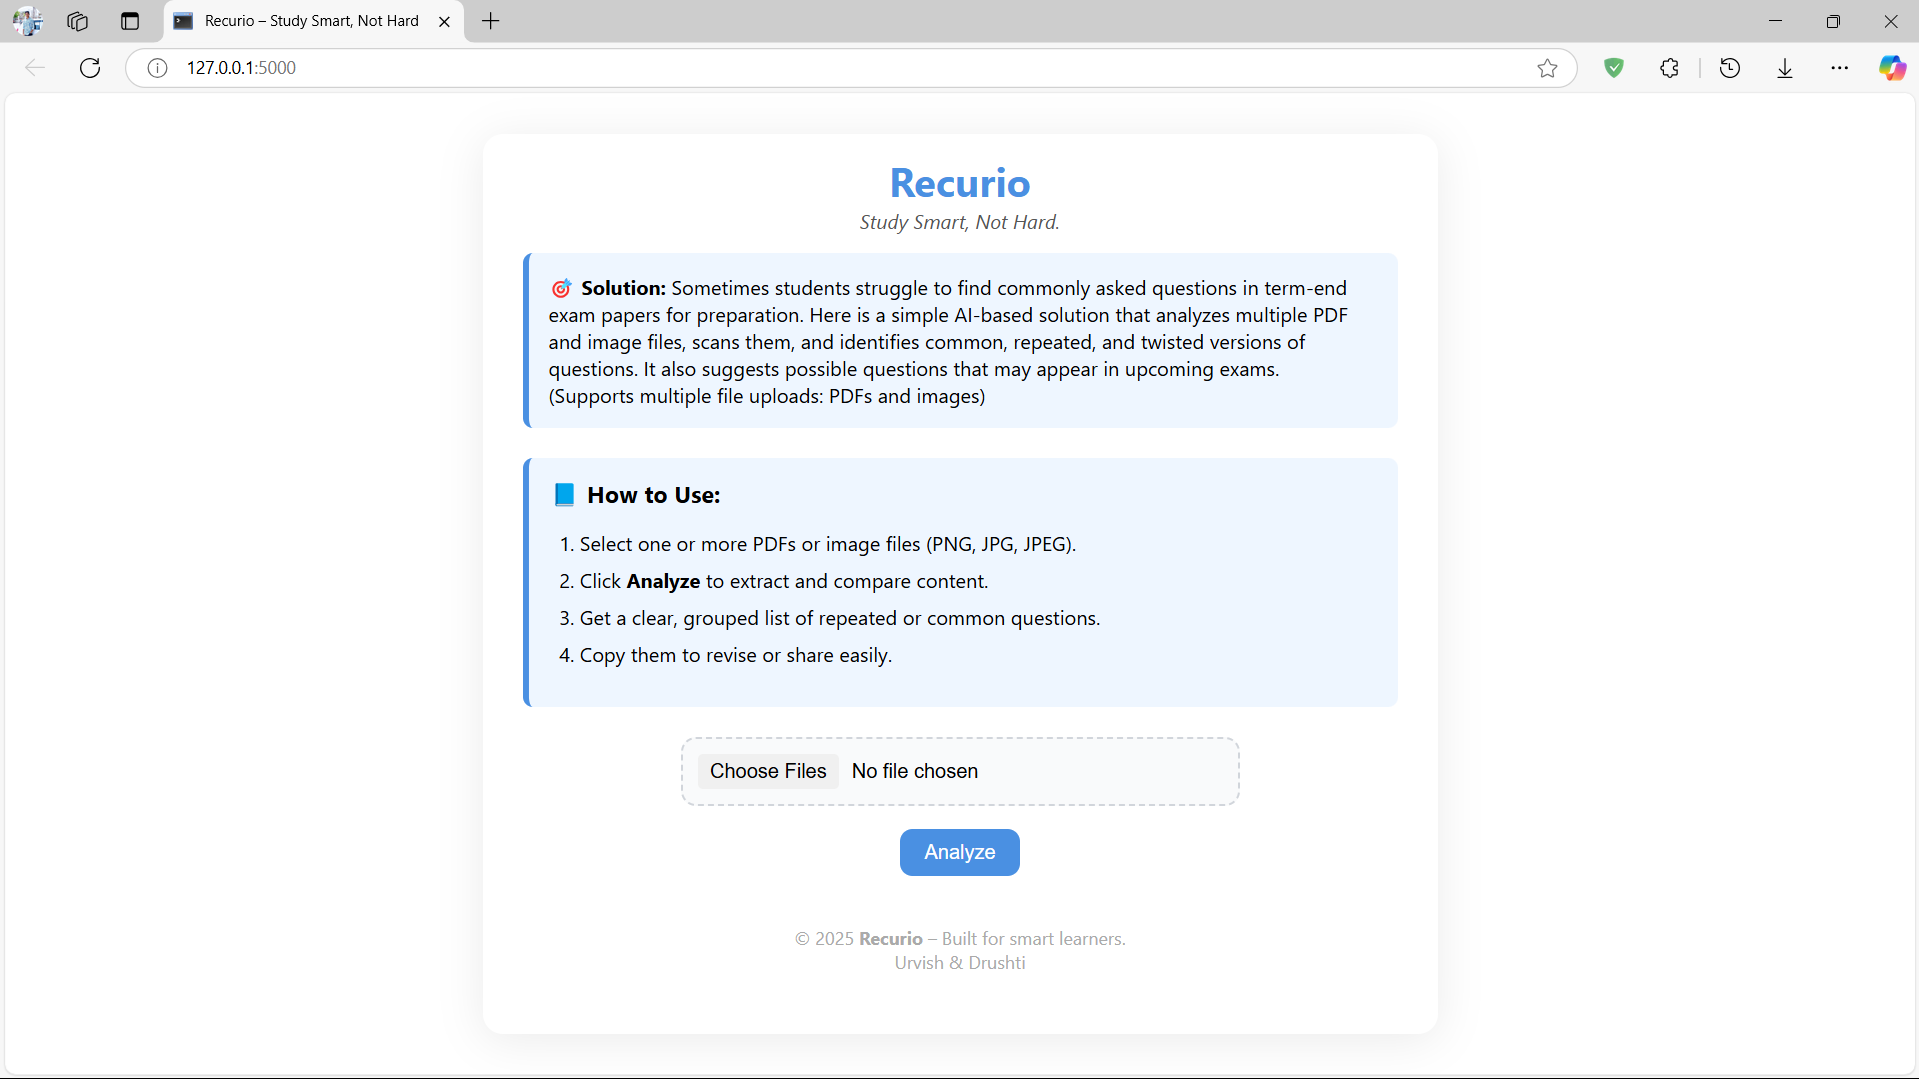 Recurio – Study Smart, Not Hard
127.0.0.1:5000
Recurio
Study Smart, Not Hard.
🎯 Solution: Sometimes students struggle to find commonly asked questions in term-end
exam papers for preparation. Here is a simple AI-based solution that analyzes multiple PDF
and image files, scans them, and identifies common, repeated, and twisted versions of
questions. It also suggests possible questions that may appear in upcoming exams.
(Supports multiple file uploads: PDFs and images)
📘 How to Use:
1. Select one or more PDFs or image files (PNG, JPG, JPEG).
2. Click Analyze to extract and compare content.
3. Get a clear, grouped list of repeated or common questions.
4. Copy them to revise or share easily.
Choose Files No file chosen
Analyze
© 2025 Recurio – Built for smart learners.
Urvish & Drushti